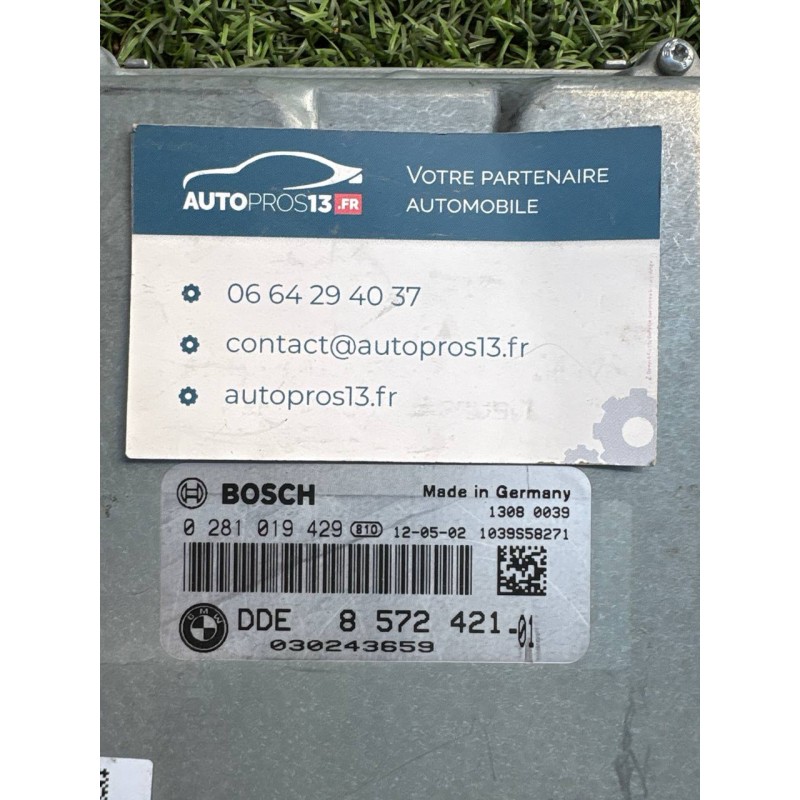 AUTOPROS13.FR
VOTRE PARTENAIRE
AUTOMOBILE
06 64 29 40 37
contact@autopros13.fr
autopros13.fr
BOSCH
Made in Germany
1308 0039
0 281 019 429 810 12-05-02 1039S58271
BMW
DDE 8 572 421-01
030243659